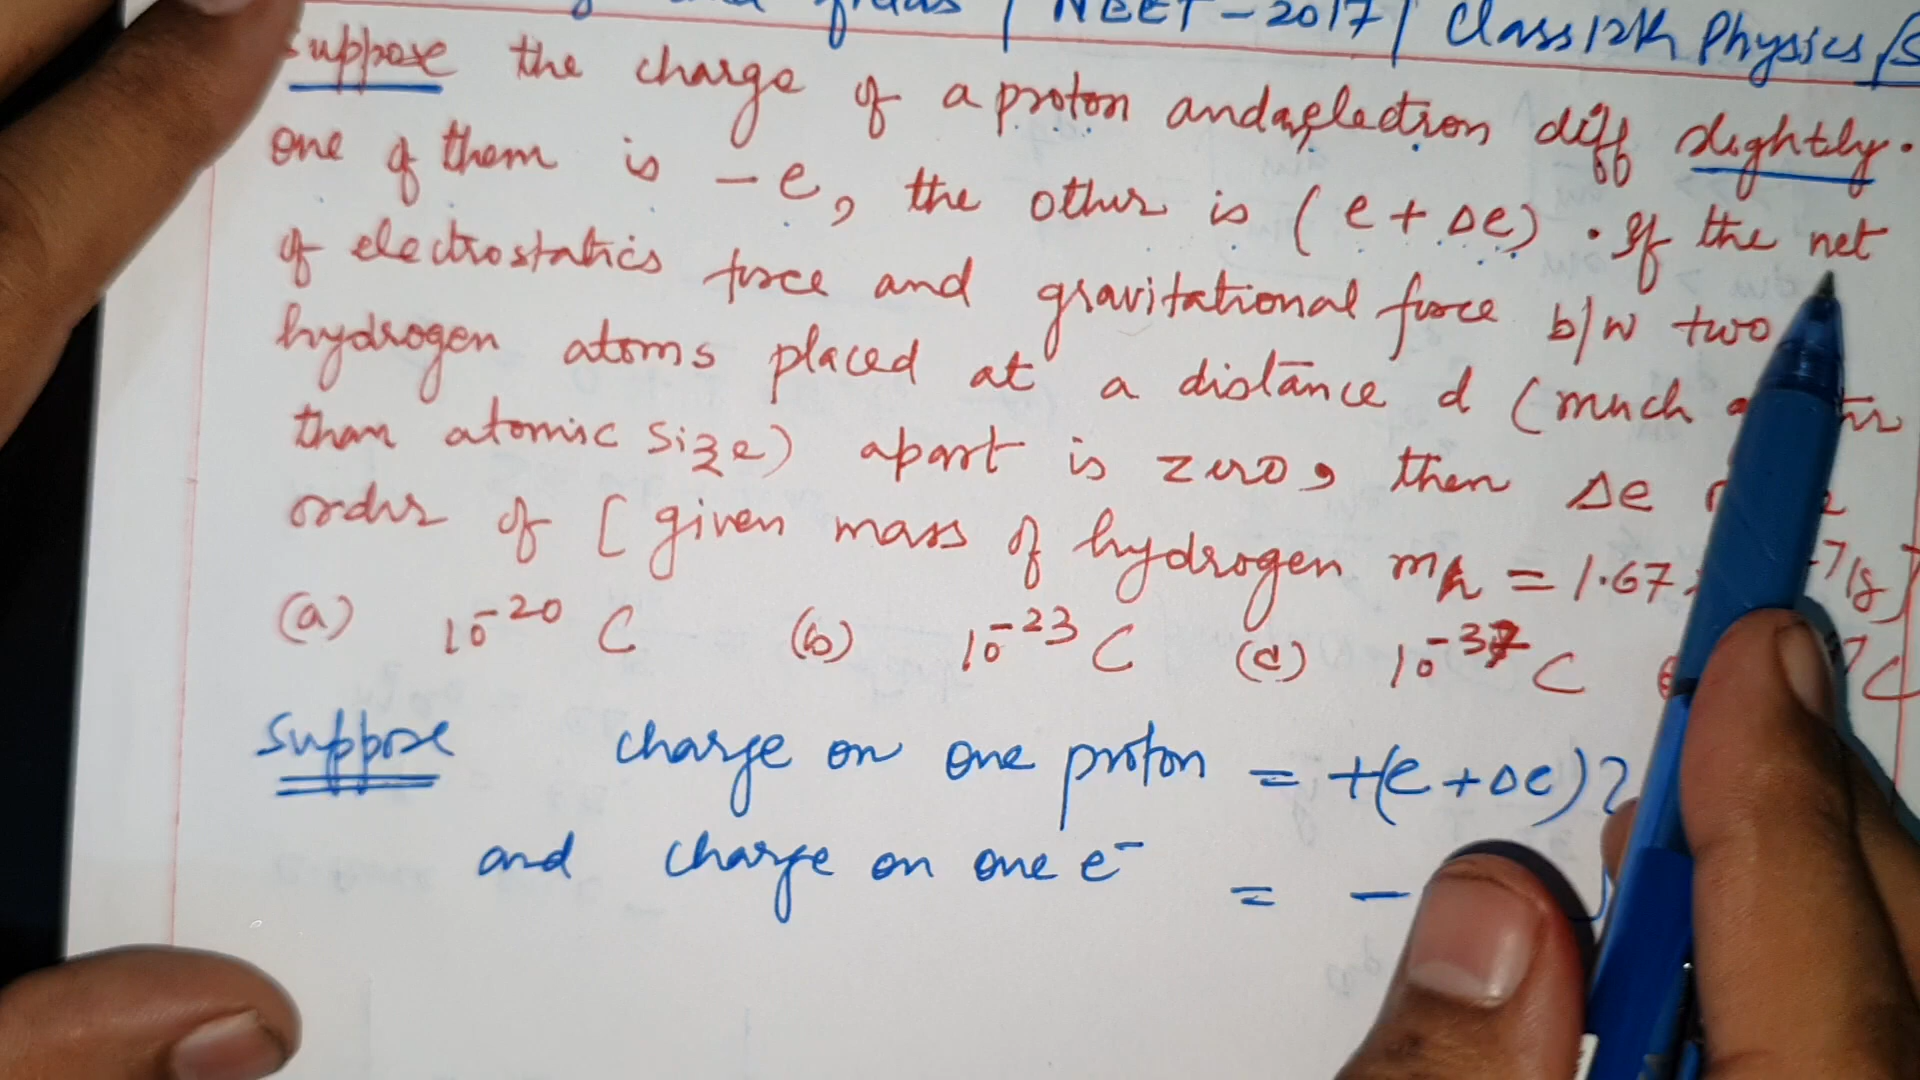 NEET-2017 | Class 12th Physics /S
Suppose the charge of a proton and an electron diff slightly.
one of them is -e, the other is (e+Δe). If the net
of electrostatics force and gravitational force b/w two
hydrogen atoms placed at a distance d (much
than atomic size) apart is zero, then Δe
order of [given mass of hydrogen mh = 1.67
(a) 10^-20 C (b) 10^-23 C (c) 10^-37 C 7C
Suppose charge on one proton = +(e+Δe)
and charge on one e^- = -